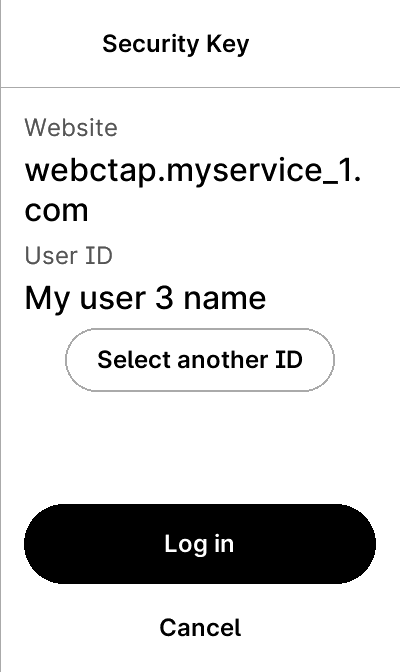 Security Key
Website
webctap.myservice_1.
com
User ID
My user 3 name
Select another ID
Log in
Cancel